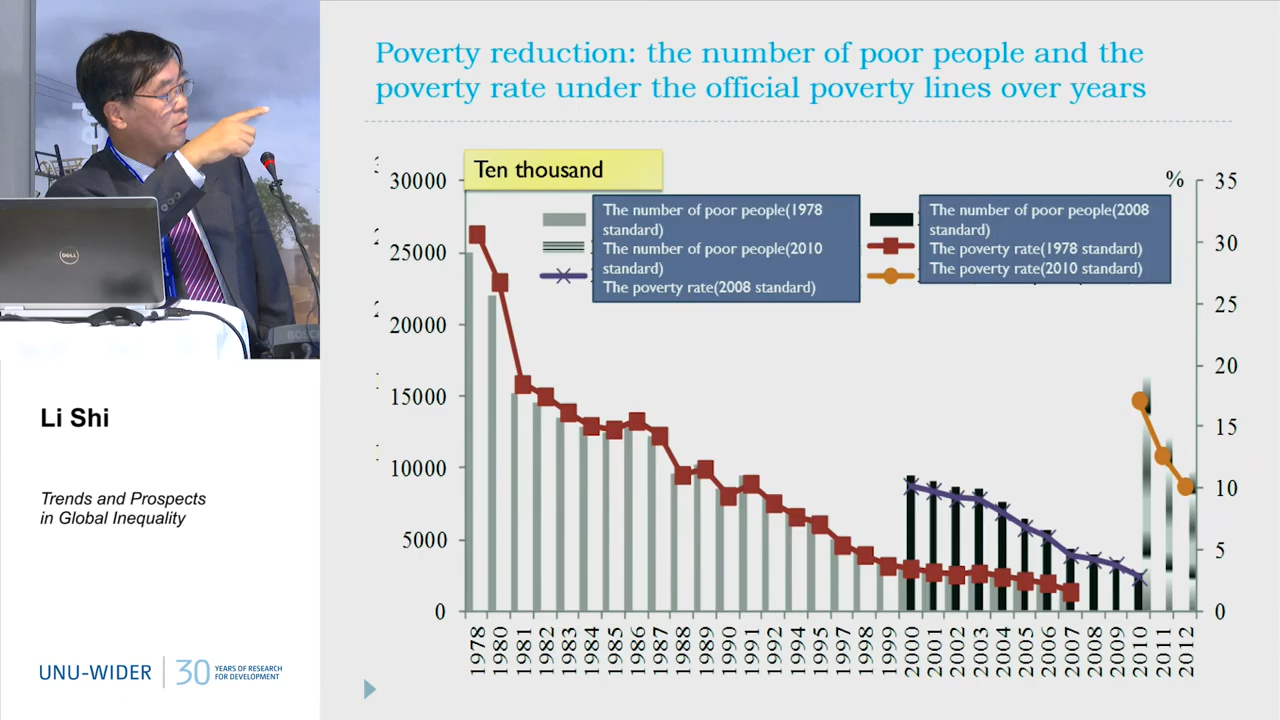 Poverty reduction: the number of poor people and the
poverty rate under the official poverty lines over years
Ten thousand
%
30000
25000
20000
15000
10000
5000
0
35
30
25
20
15
10
5
0
The number of poor people(1978
standard)
The number of poor people(2010
standard)
The poverty rate(2008 standard)
The number of poor people(2008
standard)
The poverty rate(1978 standard)
The poverty rate(2010 standard)
1978
1980
1981
1982
1983
1984
1985
1986
1987
1988
1989
1990
1991
1992
1994
1995
1997
1998
1999
2000
2001
2002
2003
2004
2005
2006
2007
2008
2009
2010
2011
2012
DELL
BOSCH
Li Shi
Trends and Prospects
in Global Inequality
UNU-WIDER
30
YEARS OF RESEARCH
FOR DEVELOPMENT